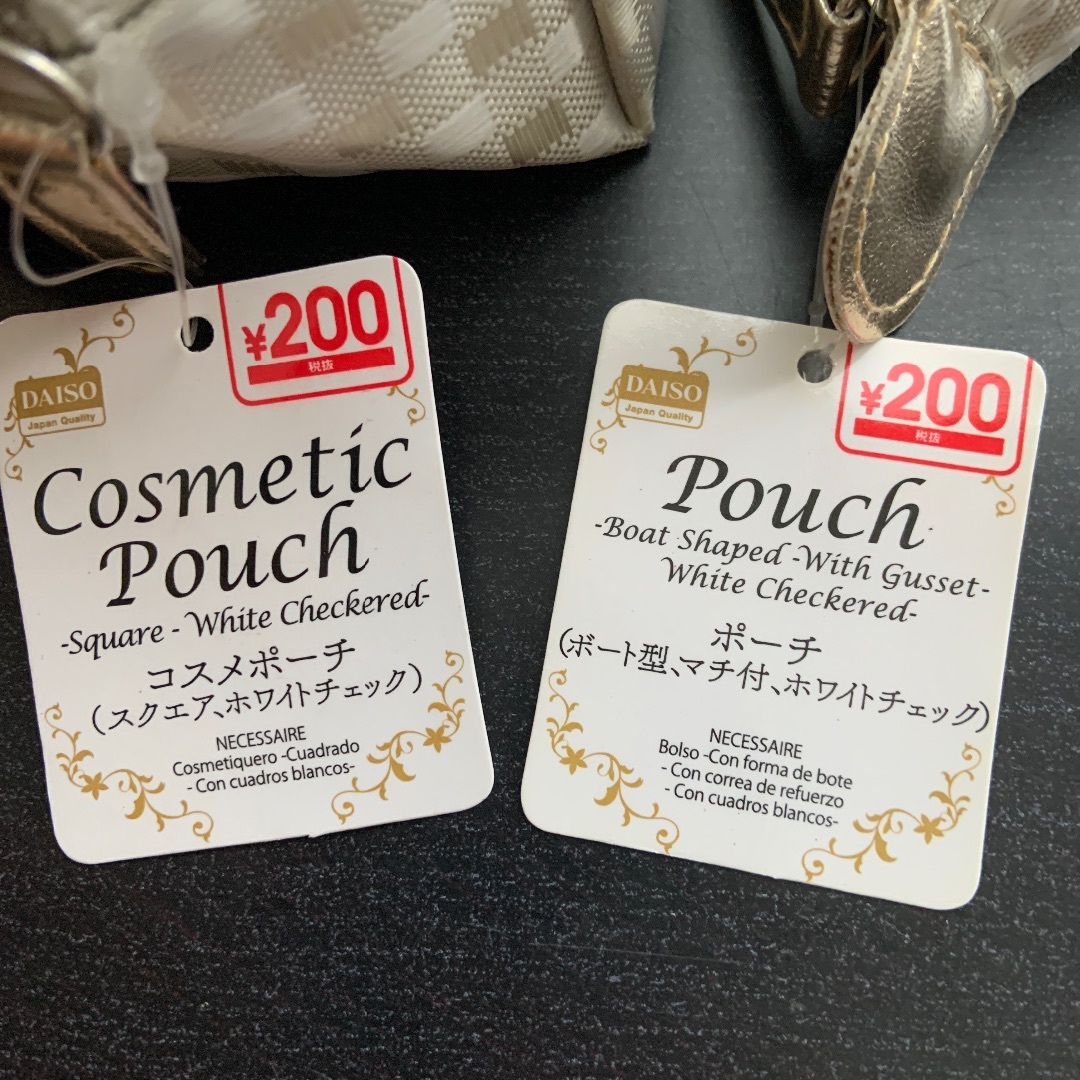 ¥200
税抜
DAISO
Japan Quality
Cosmetic
Pouch
-Square - White Checkered-
コスメポーチ
(スクエア、ホワイトチェック)
NECESSAIRE
Cosmetiquero -Cuadrado
- Con cuadros blancos-
¥200
税抜
DAISO
Japan Quality
Pouch
-Boat Shaped -With Gusset-
White Checkered-
ポーチ
(ボート型、マチ付、ホワイトチェック)
NECESSAIRE
Bolso -Con forma de bote
- Con correa de refuerzo
- Con cuadros blancos-